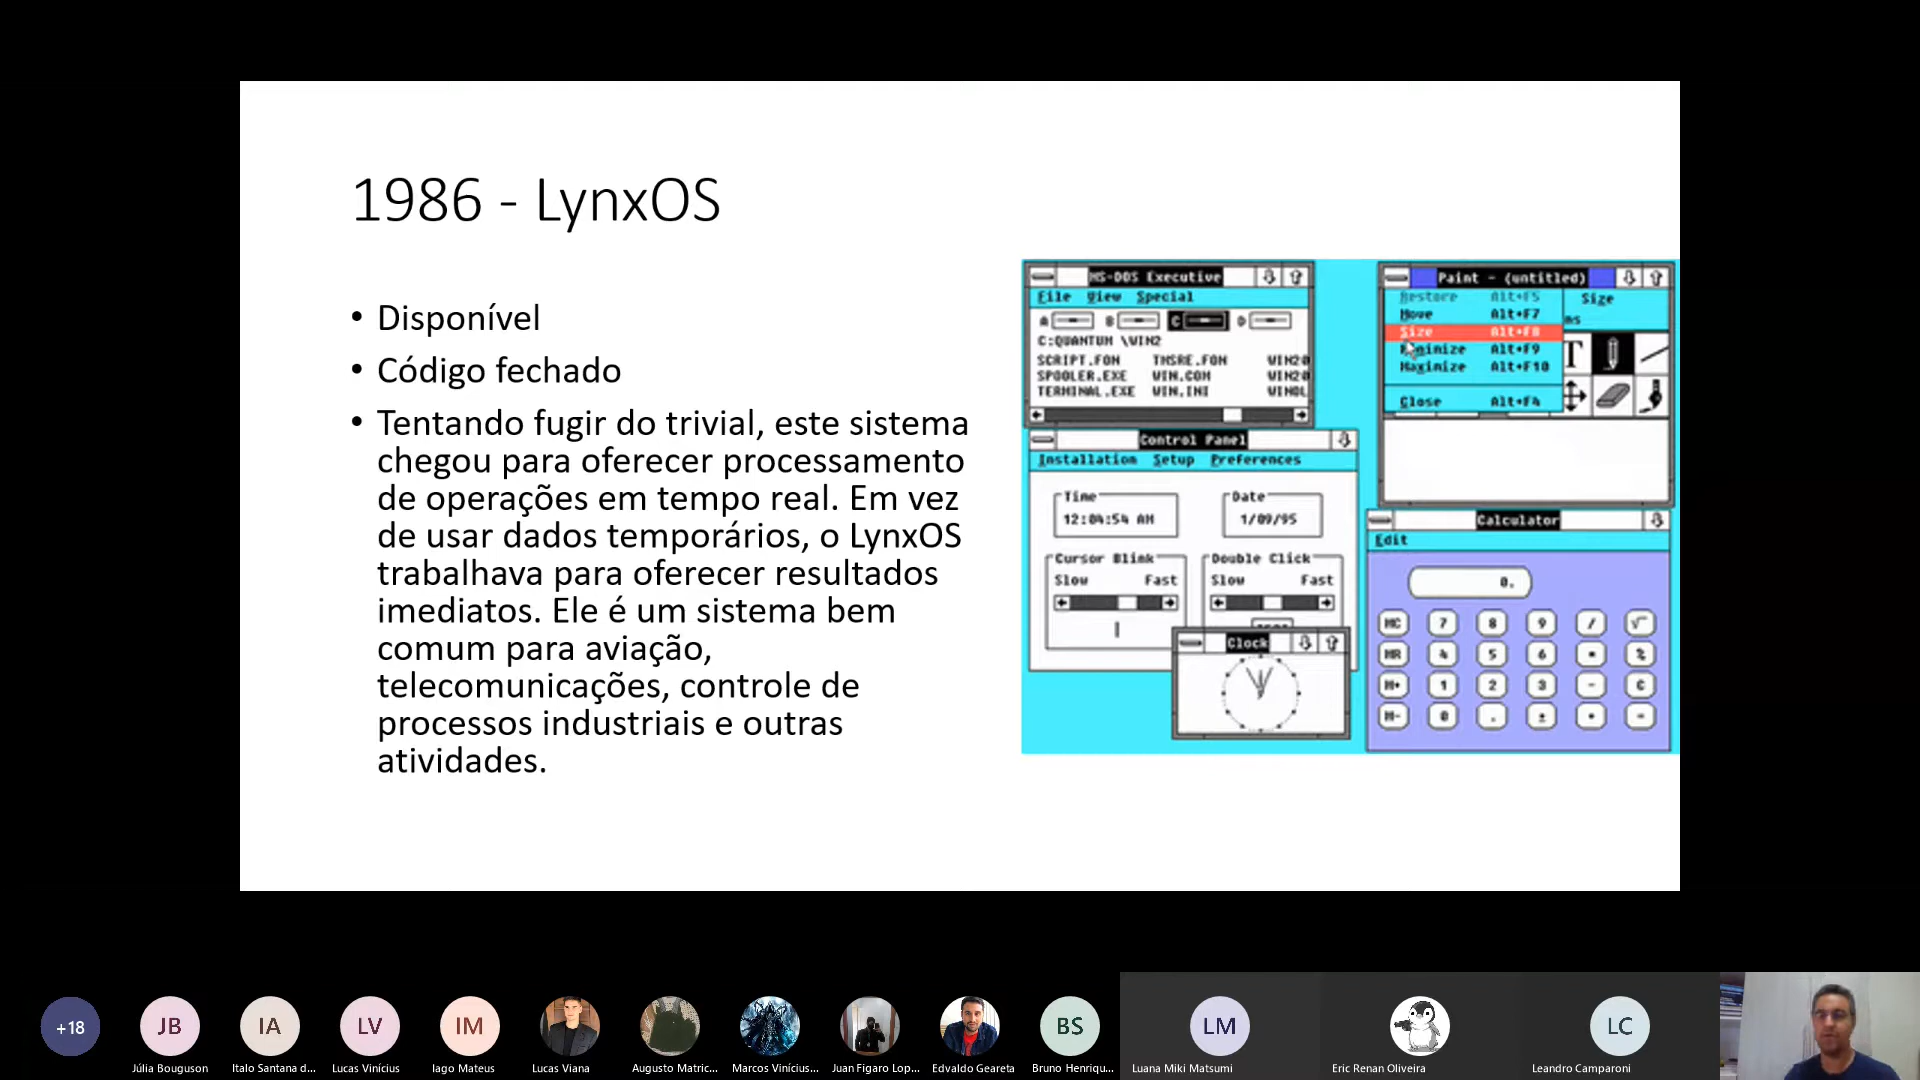 1986 - LynxOS
• Disponível
• Código fechado
• Tentando fugir do trivial, este sistema
chegou para oferecer processamento
de operações em tempo real. Em vez
de usar dados temporários, o LynxOS
trabalhava para oferecer resultados
imediatos. Ele é um sistema bem
comum para aviação,
telecomunicações, controle de
processos industriais e outras
atividades.
MS-DOS Executive
File View Special
A B C D
C:QUANTUM \WIN2
SCRIPT.FON TMSRE.FON WIN20
SPOOLER.EXE WIN.COM WIN20
TERMINAL.EXE WIN.INI WINOL
Paint - (untitled)
Restore Alt+F5
Size
Move Alt+F7
ms
Size Alt+F8
Minimize Alt+F9
Maximize Alt+F10
Close Alt+F4
T
Control Panel
Installation Setup Preferences
Time
12:04:54 AM
Date
1/09/95
Cursor Blink
Slow Fast
Double Click
Slow Fast
Clock
Calculator
Edit
0.
MC 7 8 9 / √
MR 4 5 6 * %
M+ 1 2 3 - C
M- 0 . ± + =
+18
JB
IA
LV
IM
BS
LM
LC
Júlia Bouguson
Italo Santana d...
Lucas Vinícius
Iago Mateus
Lucas Viana
Augusto Matric...
Marcos Vinícius...
Juan Figaro Lop...
Edvaldo Geareta
Bruno Henriqu...
Luana Miki Matsumi
Eric Renan Oliveira
Leandro Camparoni